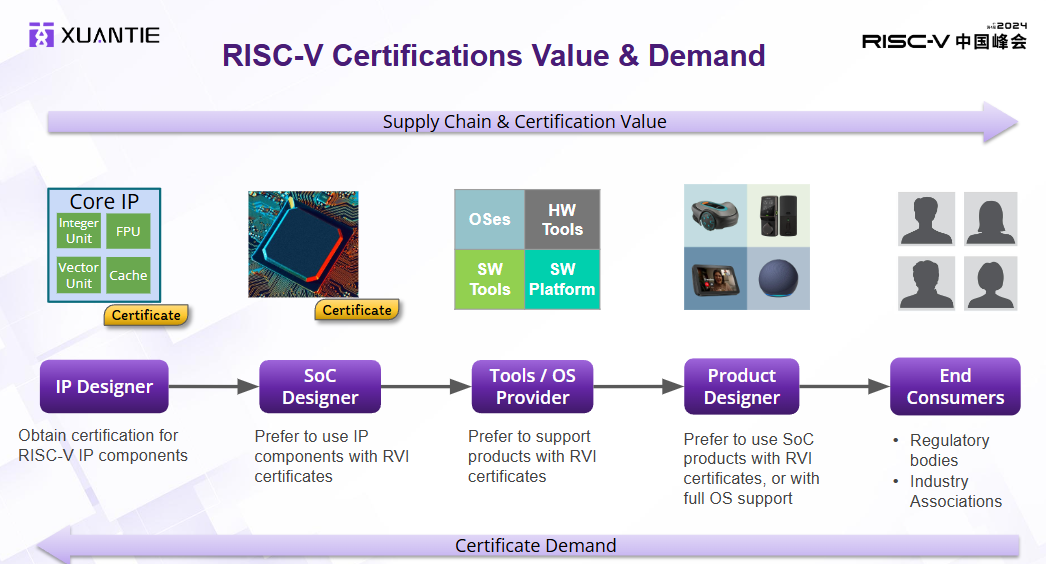 XUANTIE
RISC-V Certifications Value & Demand
2024
RISC-V 中国峰会
Supply Chain & Certification Value
Core IP
Integer
Unit
FPU
Vector
Unit
Cache
Certificate
Certificate
OSes
HW
Tools
SW
Tools
SW
Platform
IP Designer
SoC
Designer
Tools / OS
Provider
Product
Designer
End
Consumers
Obtain certification for
RISC-V IP components
Prefer to use IP
components with RVI
certificates
Prefer to support
products with RVI
certificates
Prefer to use SoC
products with RVI
certificates, or with
full OS support
• Regulatory
bodies
• Industry
Associations
Certificate Demand